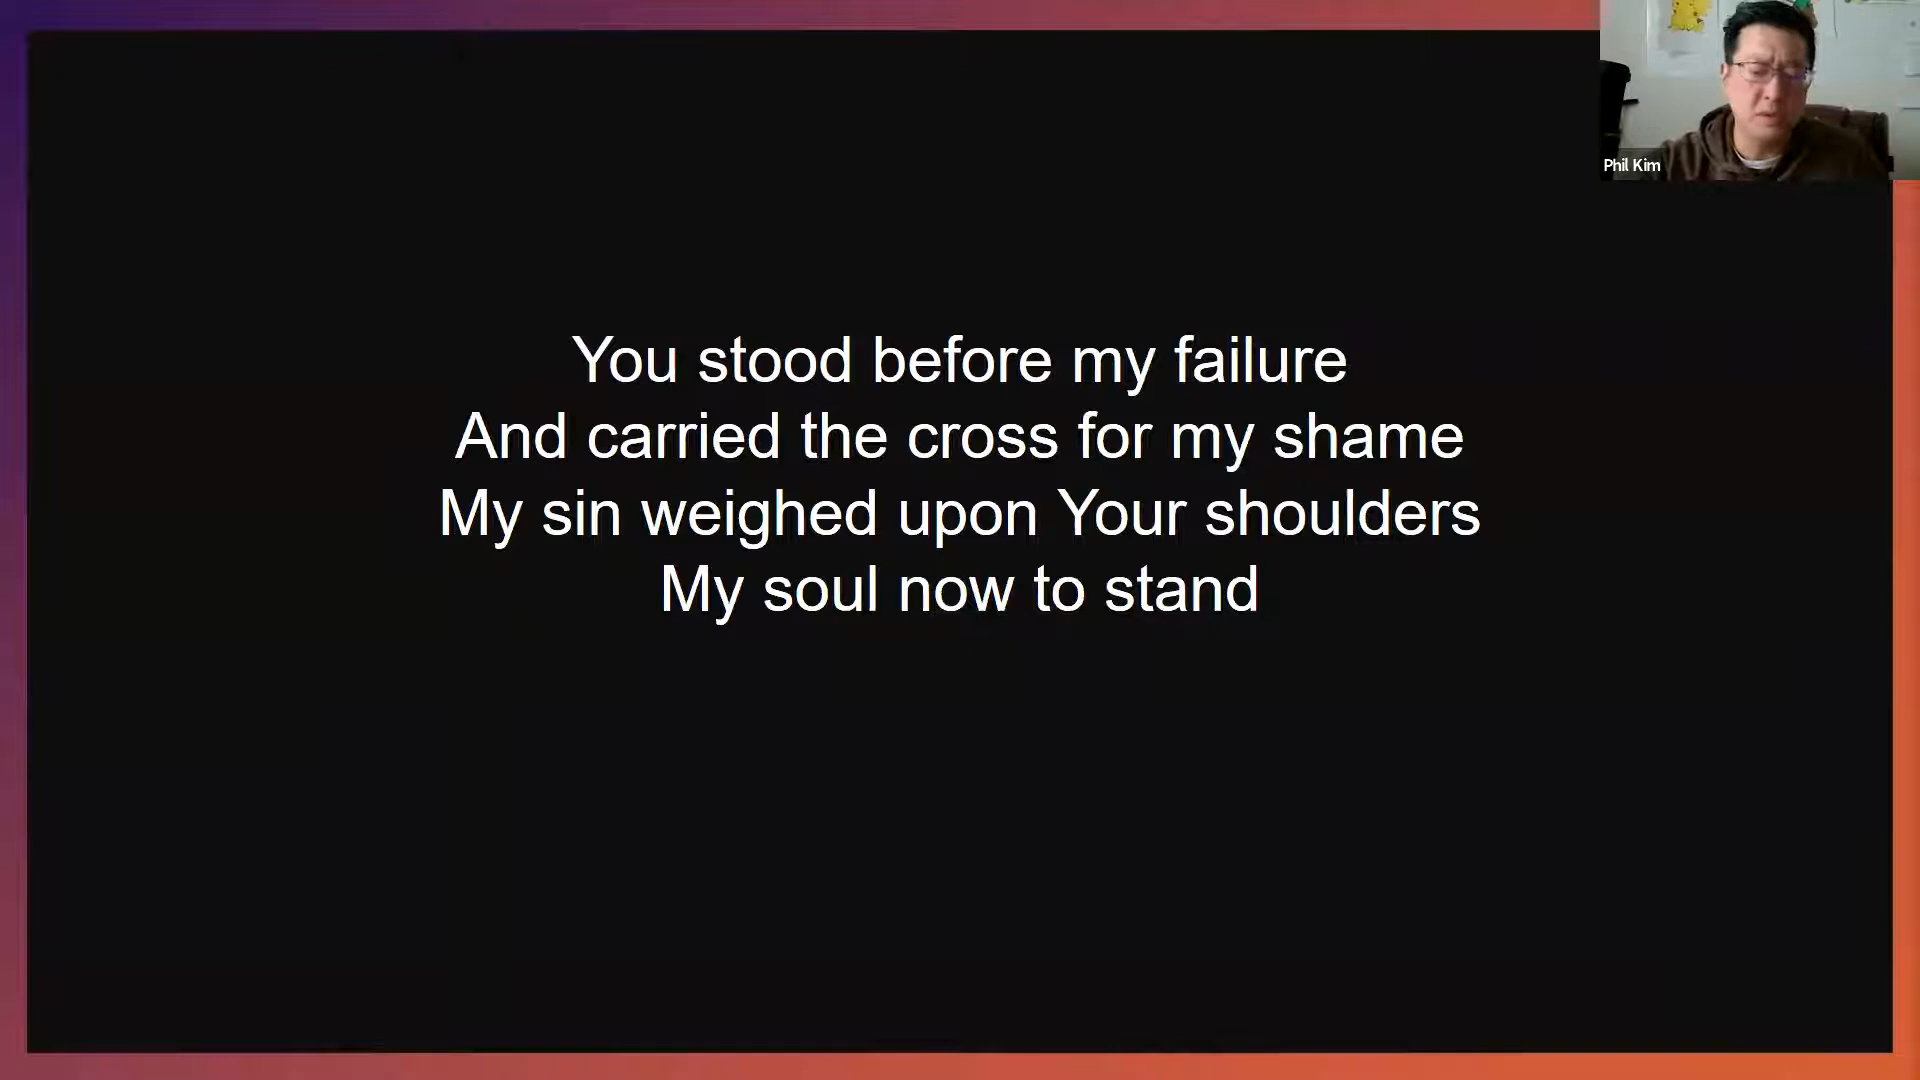 You stood before my failure
And carried the cross for my shame
My sin weighed upon Your shoulders
My soul now to stand
Phil Kim